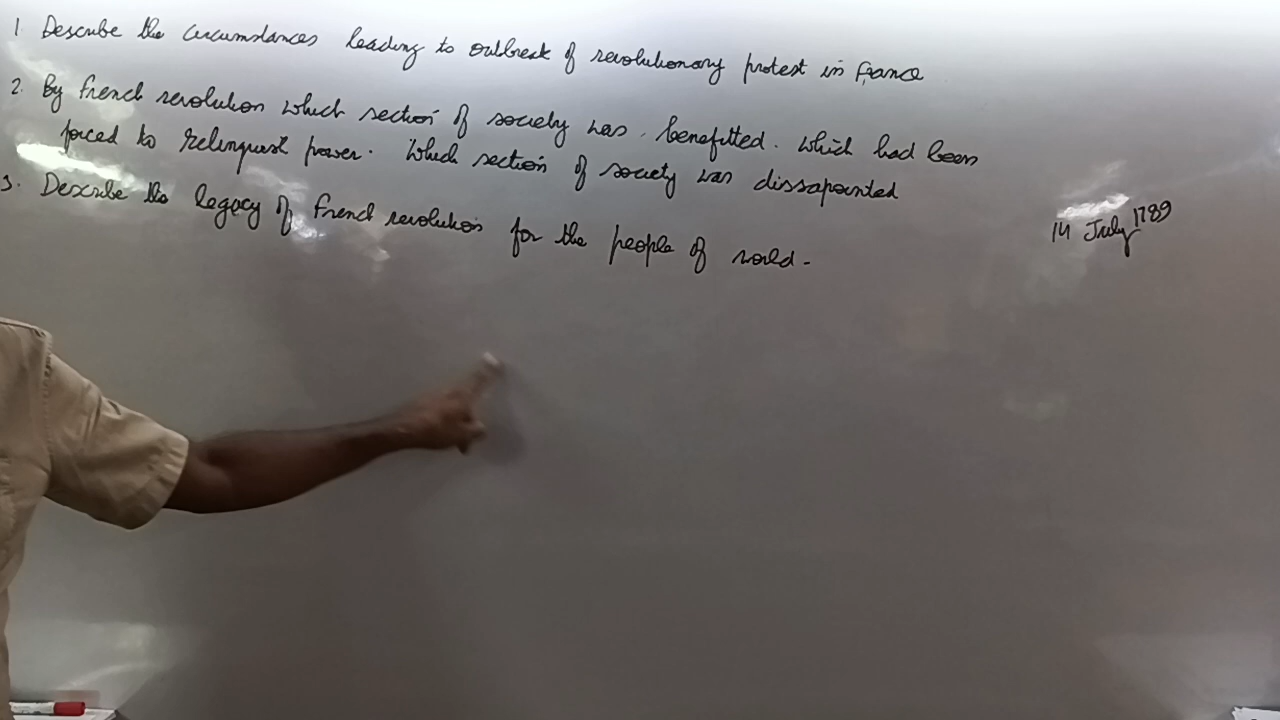 1 Describe the circumstances leading to outbreak of revolutionary protest in France
2. By french revolution which section of society was benefitted. Which had been
forced to relinquist power. Which section of society was dissapointed
3. Describe the legacy of french revolution for the people of world.
14 July 1789